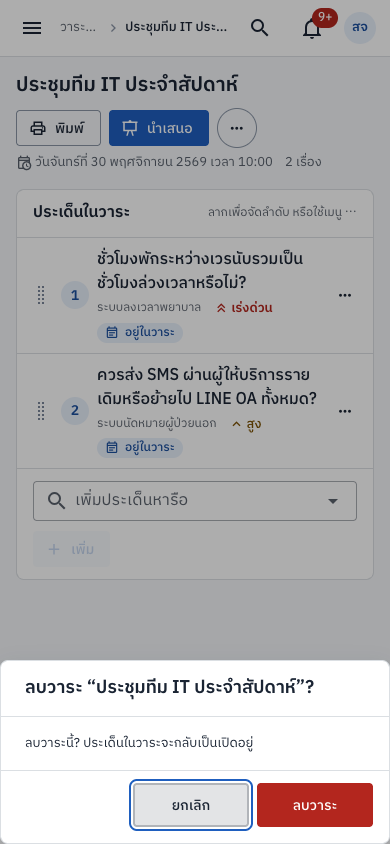 วาระ...
ประชุมทีม IT ประ...
9+
สจ
ประชุมทีม IT ประจำสัปดาห์
พิมพ์
นำเสนอ
วันจันทร์ที่ 30 พฤศจิกายน 2569 เวลา 10:00 2 เรื่อง
ประเด็นในวาระ
ลากเพื่อจัดลำดับ หรือใช้เมนู ···
1
ชั่วโมงพักระหว่างเวรนับรวมเป็น
ชั่วโมงล่วงเวลาหรือไม่?
ระบบลงเวลาพยาบาล
เร่งด่วน
อยู่ในวาระ
2
ควรส่ง SMS ผ่านผู้ให้บริการราย
เดิมหรือย้ายไป LINE OA ทั้งหมด?
ระบบนัดหมายผู้ป่วยนอก
สูง
อยู่ในวาระ
เพิ่มประเด็นหารือ
+ เพิ่ม
ลบวาระ “ประชุมทีม IT ประจำสัปดาห์”?
ลบวาระนี้? ประเด็นในวาระจะกลับเป็นเปิดอยู่
ยกเลิก
ลบวาระ